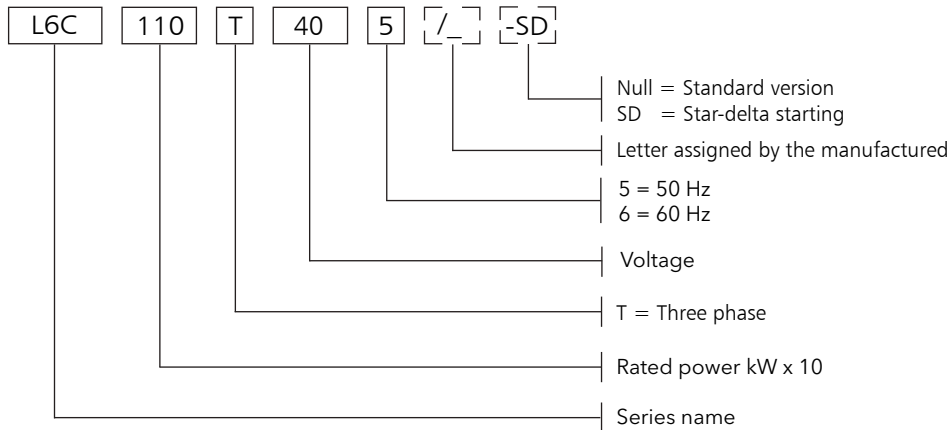 L6C 110 T 40 5 /_ -SD
Null = Standard version
SD = Star-delta starting
Letter assigned by the manufactured
5 = 50 Hz
6 = 60 Hz
Voltage
T = Three phase
Rated power kW x 10
Series name